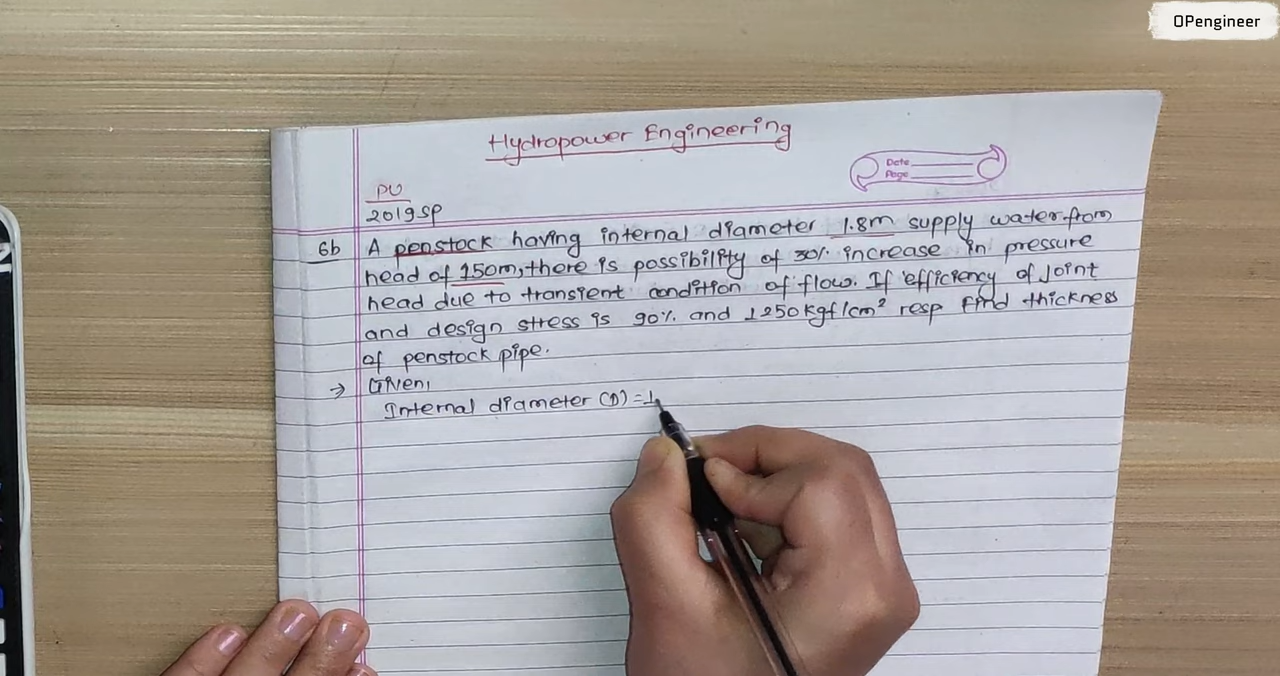 OPengineer
Hydropower Engineering
Date
Page
PU
2019 SP
6b A penstock having internal diameter 1.8m supply water from
head of 150m, there is possibility of 30% increase in pressure
head due to transient condition of flow. If efficiency of joint
and design stress is 90% and 1250 kgf/cm² resp Find thickness
of penstock pipe.
→ Given,
Internal diameter (D) = 1.